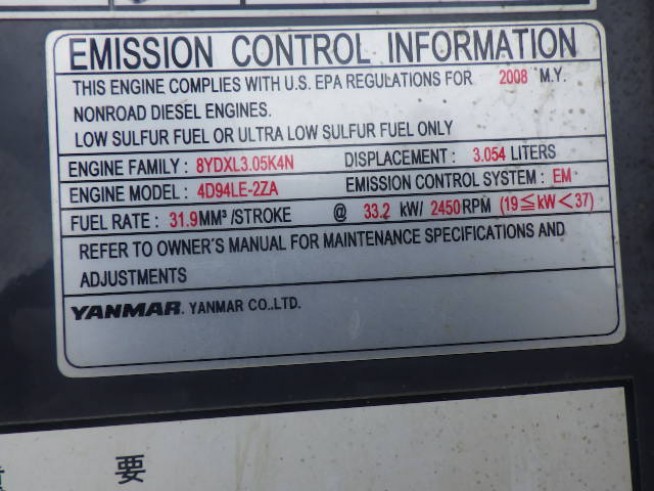 EMISSION CONTROL INFORMATION
THIS ENGINE COMPLIES WITH U.S. EPA REGULATIONS FOR 2008 M.Y.
NONROAD DIESEL ENGINES.
LOW SULFUR FUEL OR ULTRA LOW SULFUR FUEL ONLY
ENGINE FAMILY : 8YDXL3.05K4N DISPLACEMENT : 3.054 LITERS
ENGINE MODEL : 4D94LE-2ZA EMISSION CONTROL SYSTEM : EM
FUEL RATE : 31.9MM³ /STROKE @ 33.2 kW/ 2450RPM (19≦kW<37)
REFER TO OWNER'S MANUAL FOR MAINTENANCE SPECIFICATIONS AND
ADJUSTMENTS
YANMAR. YANMAR CO.,LTD.
要